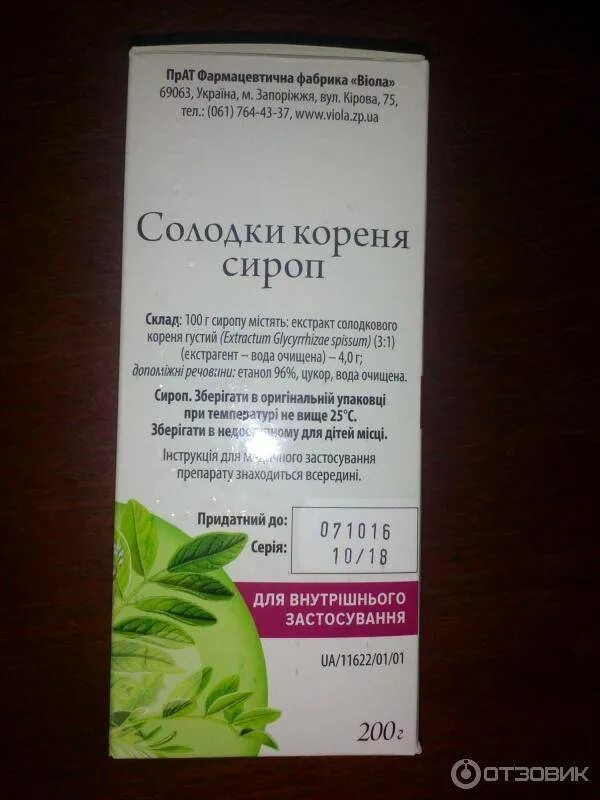 ПрАТ Фармацевтична фабрика «Віола»
69063, Україна, м. Запоріжжя, вул. Кірова, 75,
тел.: (061) 764-43-37, www.viola.zp.ua
Солодки кореня
сироп
Склад: 100 г сиропу містять: екстракт солодкового
кореня густий (Extractum Glycyrrhizae spissum) (3:1)
(екстрагент – вода очищена) – 4,0 г;
допоміжні речовини: етанол 96%, цукор, вода очищена.
Сироп. Зберігати в оригінальній упаковці
при температурі не вище 25°С.
Зберігати в недоступному для дітей місці.
Інструкція для медичного застосування
препарату знаходиться всередині.
Придатний до: 071016
Серія: 10/18
ДЛЯ ВНУТРІШНЬОГО
ЗАСТОСУВАННЯ
UA/11622/01/01
200 г
ОТЗОВИК